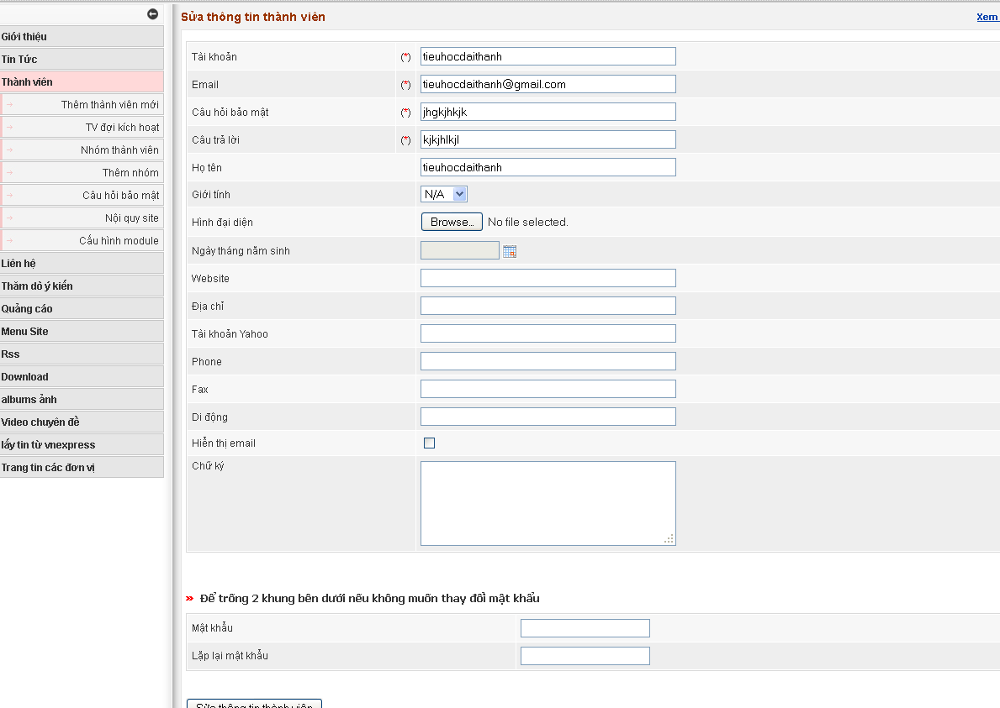 Sửa thông tin thành viên
Xem
Giới thiệu
Tin Tức
Thành viên
Thêm thành viên mới
TV đợi kích hoạt
Nhóm thành viên
Thêm nhóm
Câu hỏi bảo mật
Nội quy site
Cấu hình module
Liên hệ
Thăm dò ý kiến
Quảng cáo
Menu Site
Rss
Download
albums ảnh
Video chuyên đề
lấy tin từ vnexpress
Trang tin các đơn vị
Tài khoản (*) tieuhocdaithanh
Email (*) tieuhocdaithanh@gmail.com
Câu hỏi bảo mật (*) jhgkjhkjk
Câu trả lời (*) kjkjhlkjl
Họ tên tieuhocdaithanh
Giới tính N/A
Hình đại diện Browse... No file selected.
Ngày tháng năm sinh
Website
Địa chỉ
Tài khoản Yahoo
Phone
Fax
Di động
Hiển thị email
Chữ ký
» Để trống 2 khung bên dưới nếu không muốn thay đổi mật khẩu
Mật khẩu
Lặp lại mật khẩu
Sửa thông tin thành viên